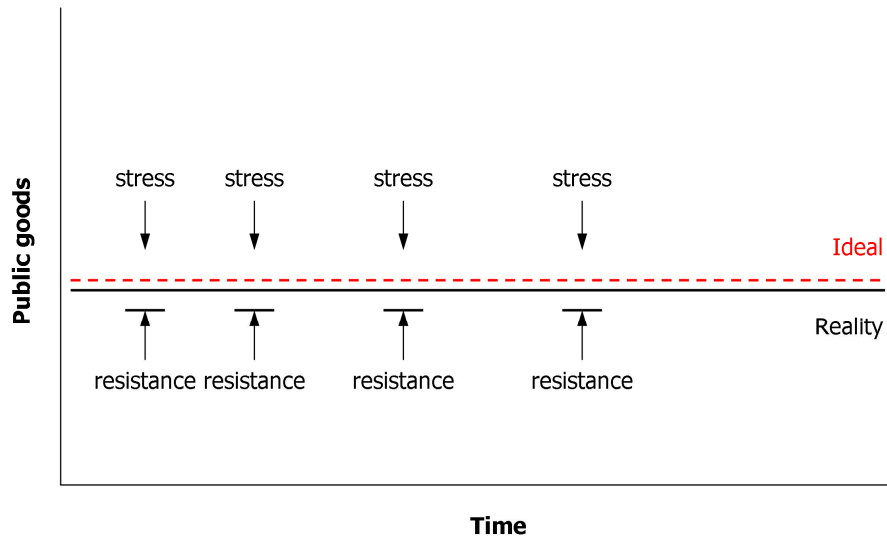 stress stress stress stress
Public goods
Ideal
Reality
resistance resistance resistance resistance
Time